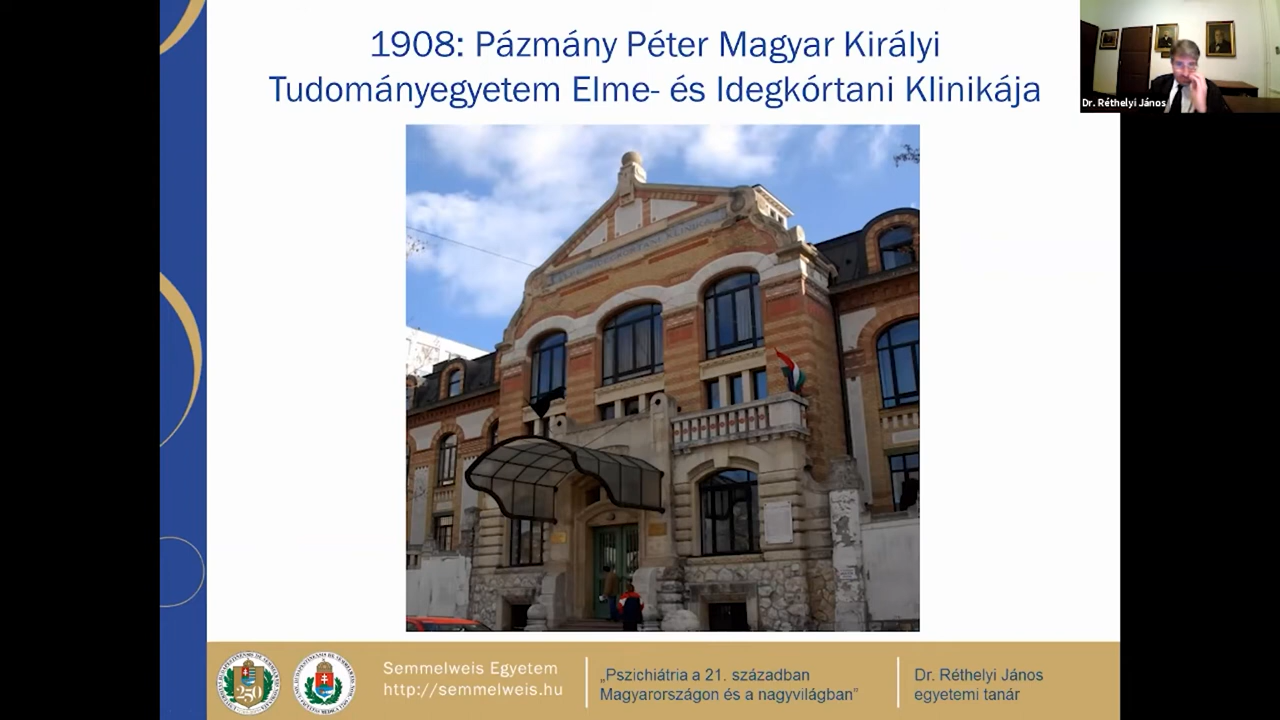 1908: Pázmány Péter Magyar Királyi
Tudományegyetem Elme- és Idegkórtani Klinikája
Dr. Réthelyi János
Semmelweis Egyetem
http://semmelweis.hu
„Pszichiátria a 21. században
Magyarországon és a nagyvilágban”
Dr. Réthelyi János
egyetemi tanár
250